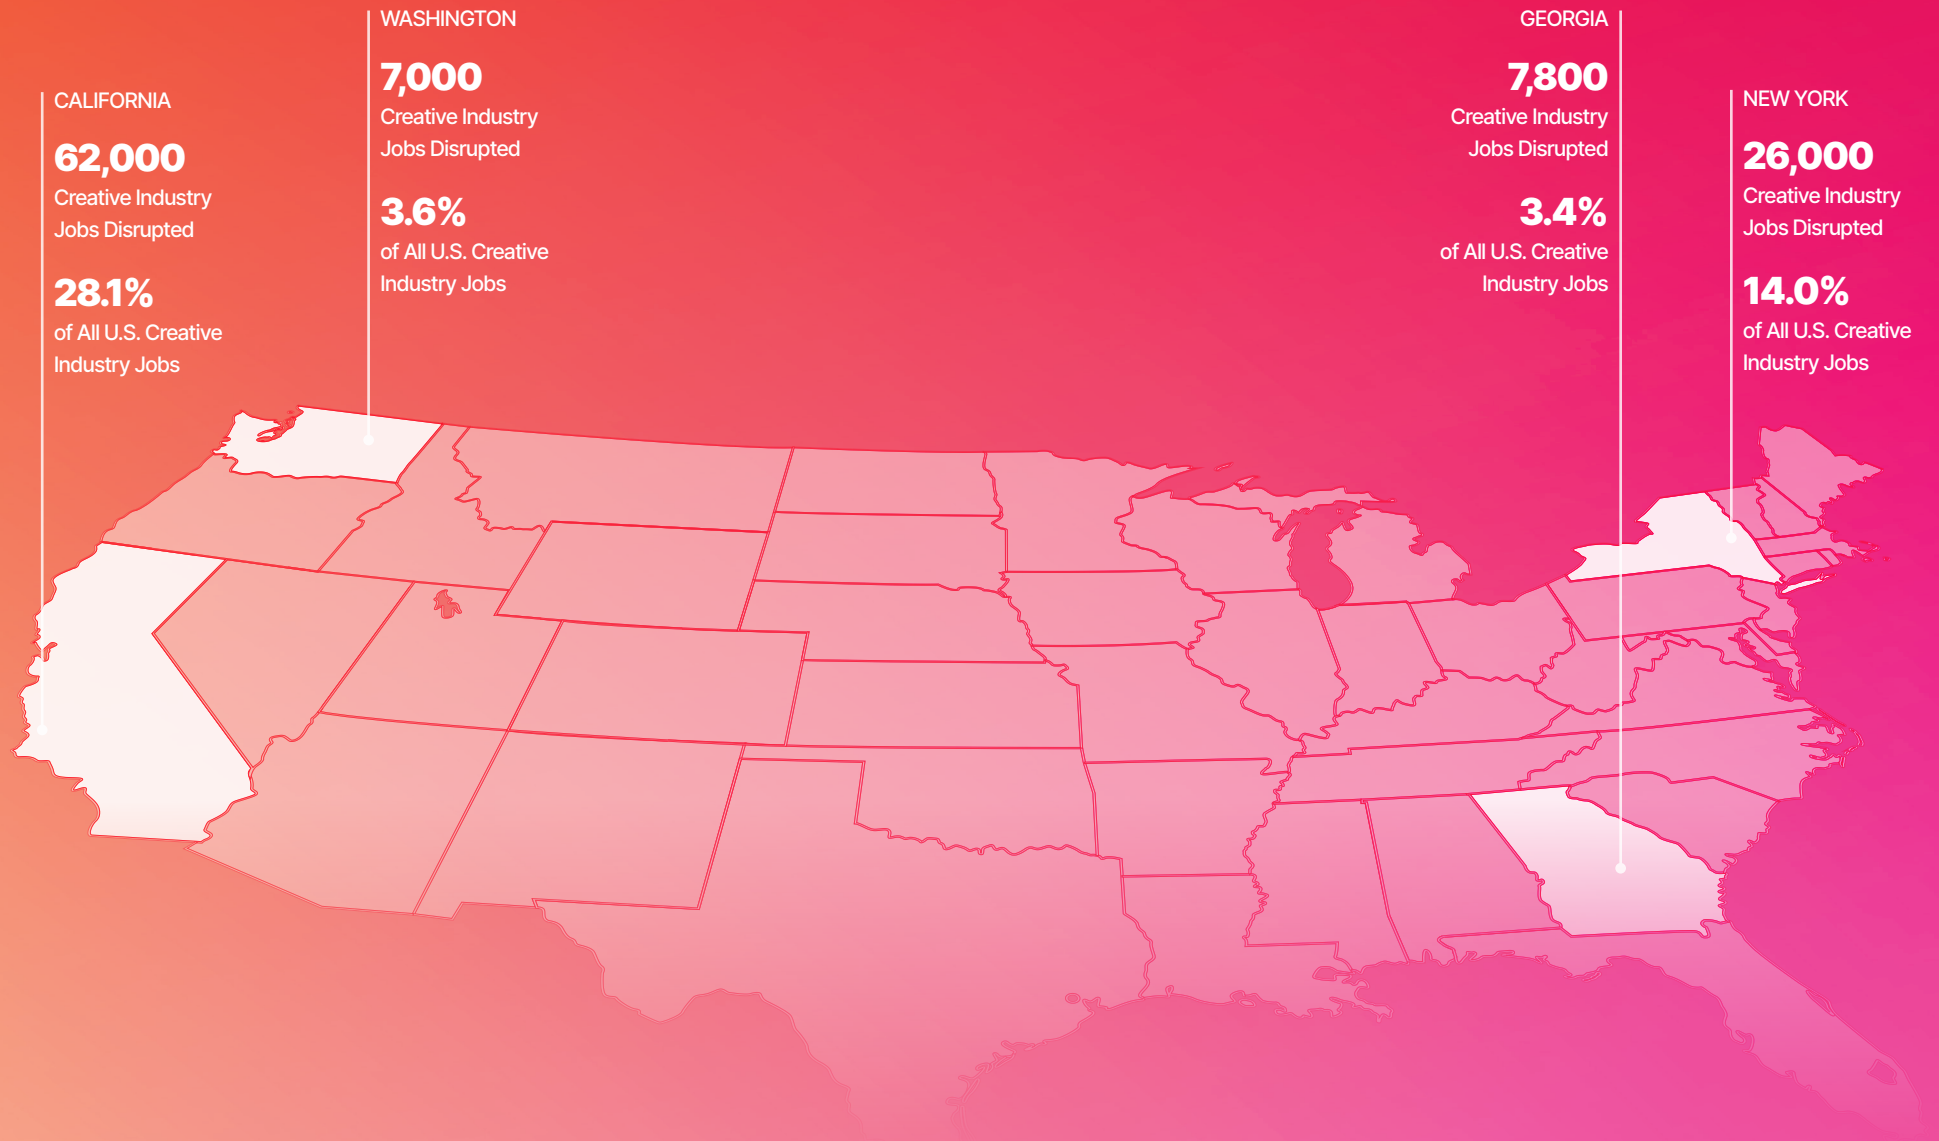 CALIFORNIA
62,000
Creative Industry
Jobs Disrupted
28.1%
of All U.S. Creative
Industry Jobs
WASHINGTON
7,000
Creative Industry
Jobs Disrupted
3.6%
of All U.S. Creative
Industry Jobs
GEORGIA
7,800
Creative Industry
Jobs Disrupted
3.4%
of All U.S. Creative
Industry Jobs
NEW YORK
26,000
Creative Industry
Jobs Disrupted
14.0%
of All U.S. Creative
Industry Jobs